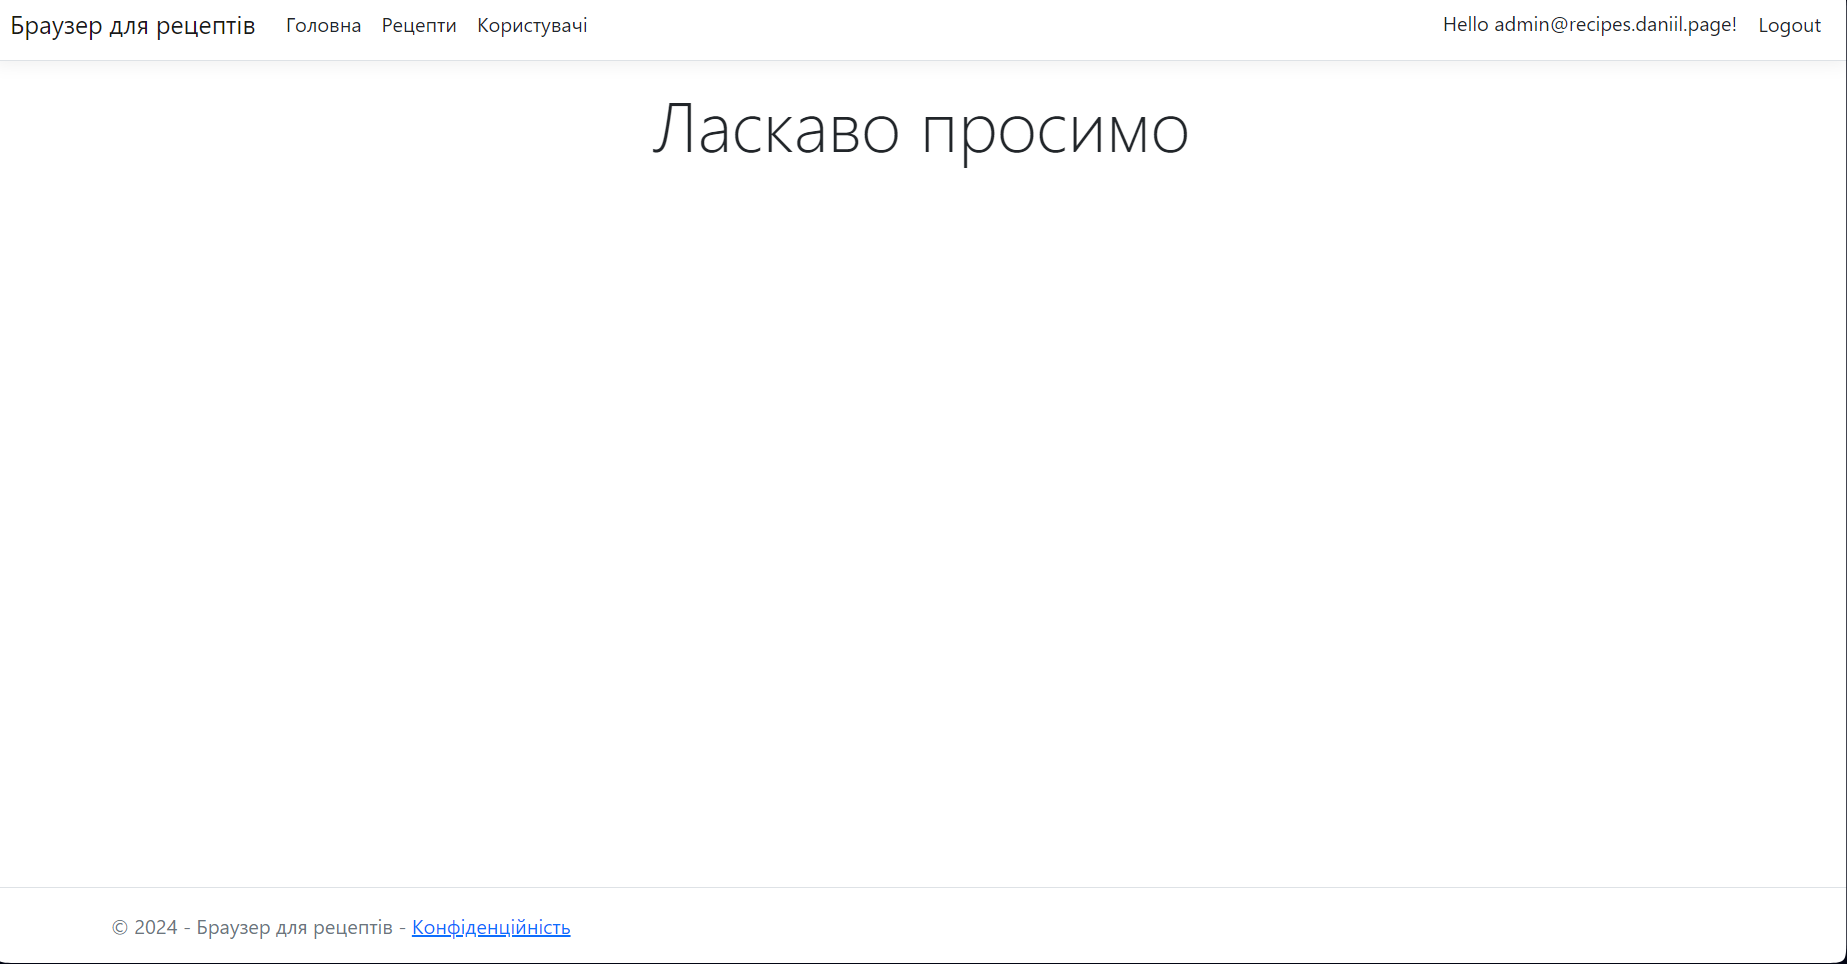 Браузер для рецептів Головна Рецепти Користувачі Hello admin@recipes.daniil.page! Logout
Ласкаво просимо
© 2024 - Браузер для рецептів - Конфіденційність